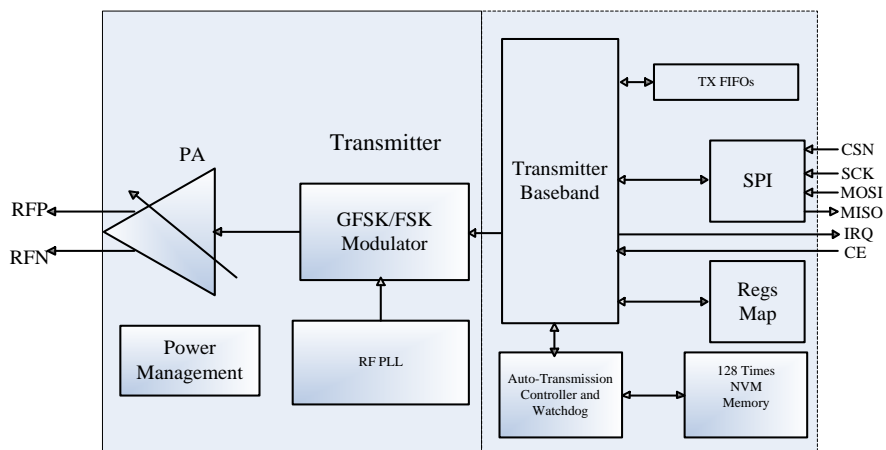 TX FIFOs
Transmitter
PA
CSN
SCK
MOSI
MISO
SPI
Transmitter
Baseband
RFP
RFN
GFSK/FSK
Modulator
IRQ
CE
Regs
Map
Power
Management
RF PLL
Auto-Transmission
Controller and
Watchdog
128 Times
NVM
Memory